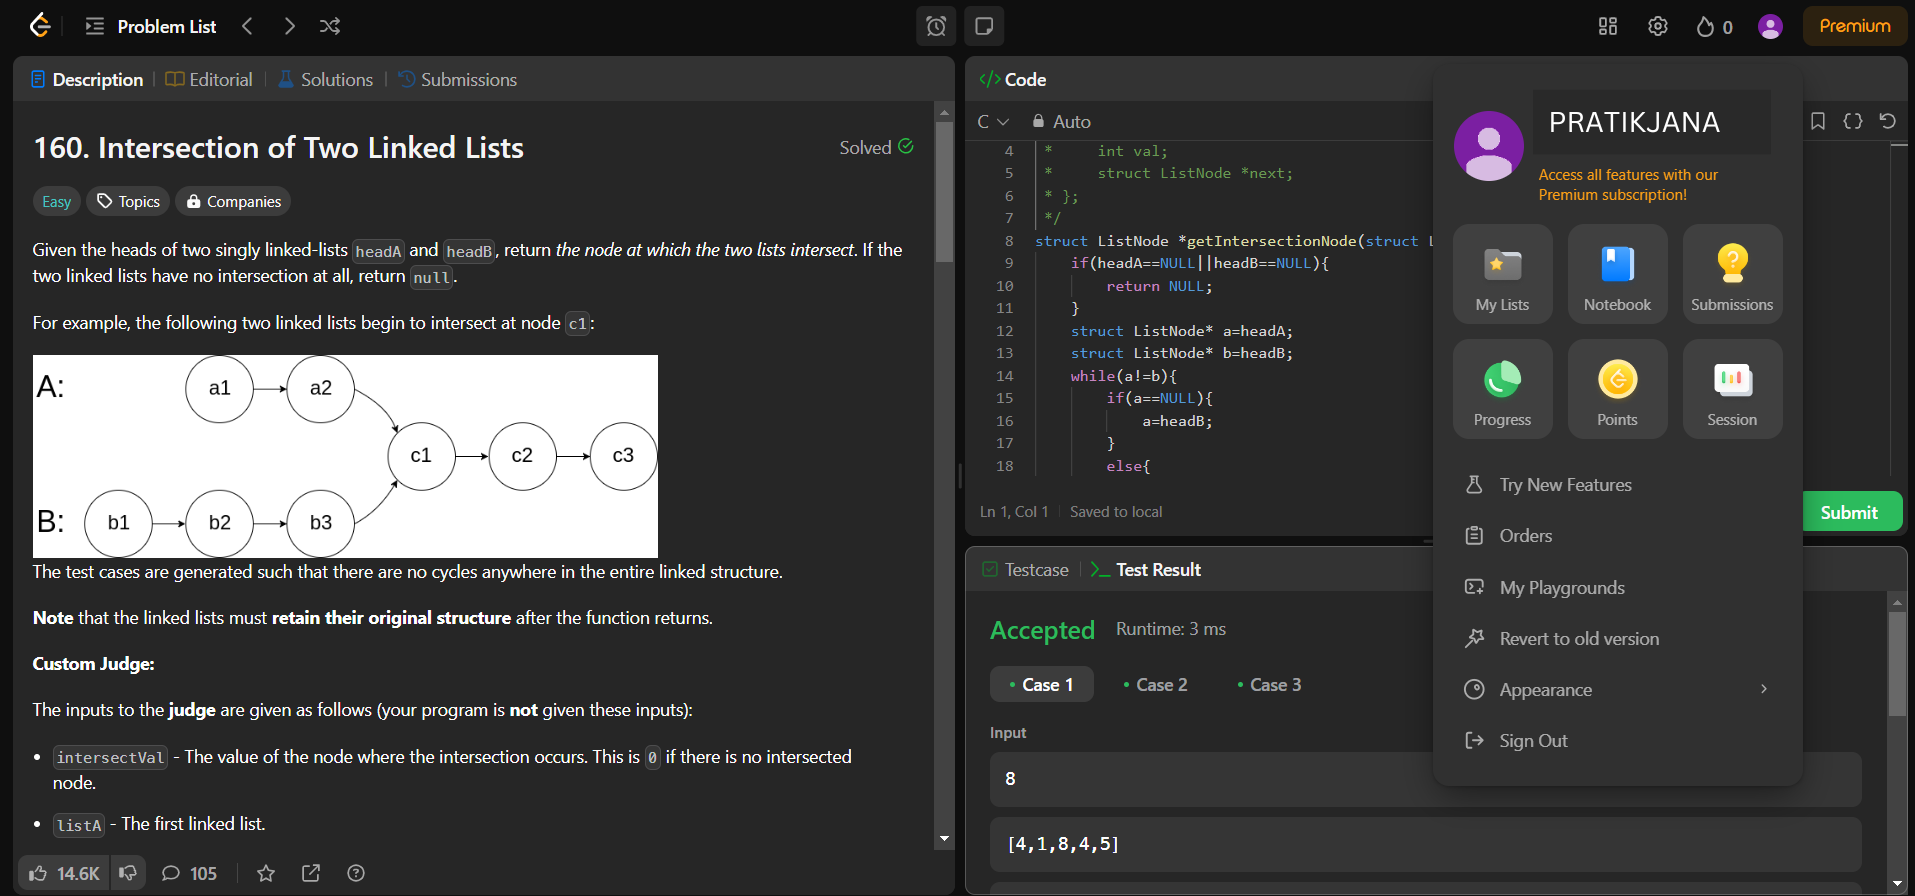 Problem List
0
Premium
Description
Editorial
Solutions
Submissions
160. Intersection of Two Linked Lists
Solved
Easy
Topics
Companies
Given the heads of two singly linked-lists headA and headB, return the node at which the two lists intersect. If the
two linked lists have no intersection at all, return null.
For example, the following two linked lists begin to intersect at node c1:
A:
a1
a2
c1
c2
c3
B:
b1
b2
b3
The test cases are generated such that there are no cycles anywhere in the entire linked structure.
Note that the linked lists must retain their original structure after the function returns.
Custom Judge:
The inputs to the judge are given as follows (your program is not given these inputs):
• intersectVal - The value of the node where the intersection occurs. This is 0 if there is no intersected
node.
• listA - The first linked list.
14.6K
105
</> Code
C
Auto
4 * int val;
5 * struct ListNode *next;
6 * };
7 */
8 struct ListNode *getIntersectionNode(struct L
9 if(headA==NULL||headB==NULL){
10 return NULL;
11 }
12 struct ListNode* a=headA;
13 struct ListNode* b=headB;
14 while(a!=b){
15 if(a==NULL){
16 a=headB;
17 }
18 else{
Ln 1, Col 1
Saved to local
Submit
Testcase
>_ Test Result
Accepted
Runtime: 3 ms
• Case 1
• Case 2
• Case 3
Input
8
[4,1,8,4,5]
PRATIKJANA
Access all features with our
Premium subscription!
My Lists
Notebook
Submissions
Progress
Points
Session
Try New Features
Orders
My Playgrounds
Revert to old version
Appearance
Sign Out